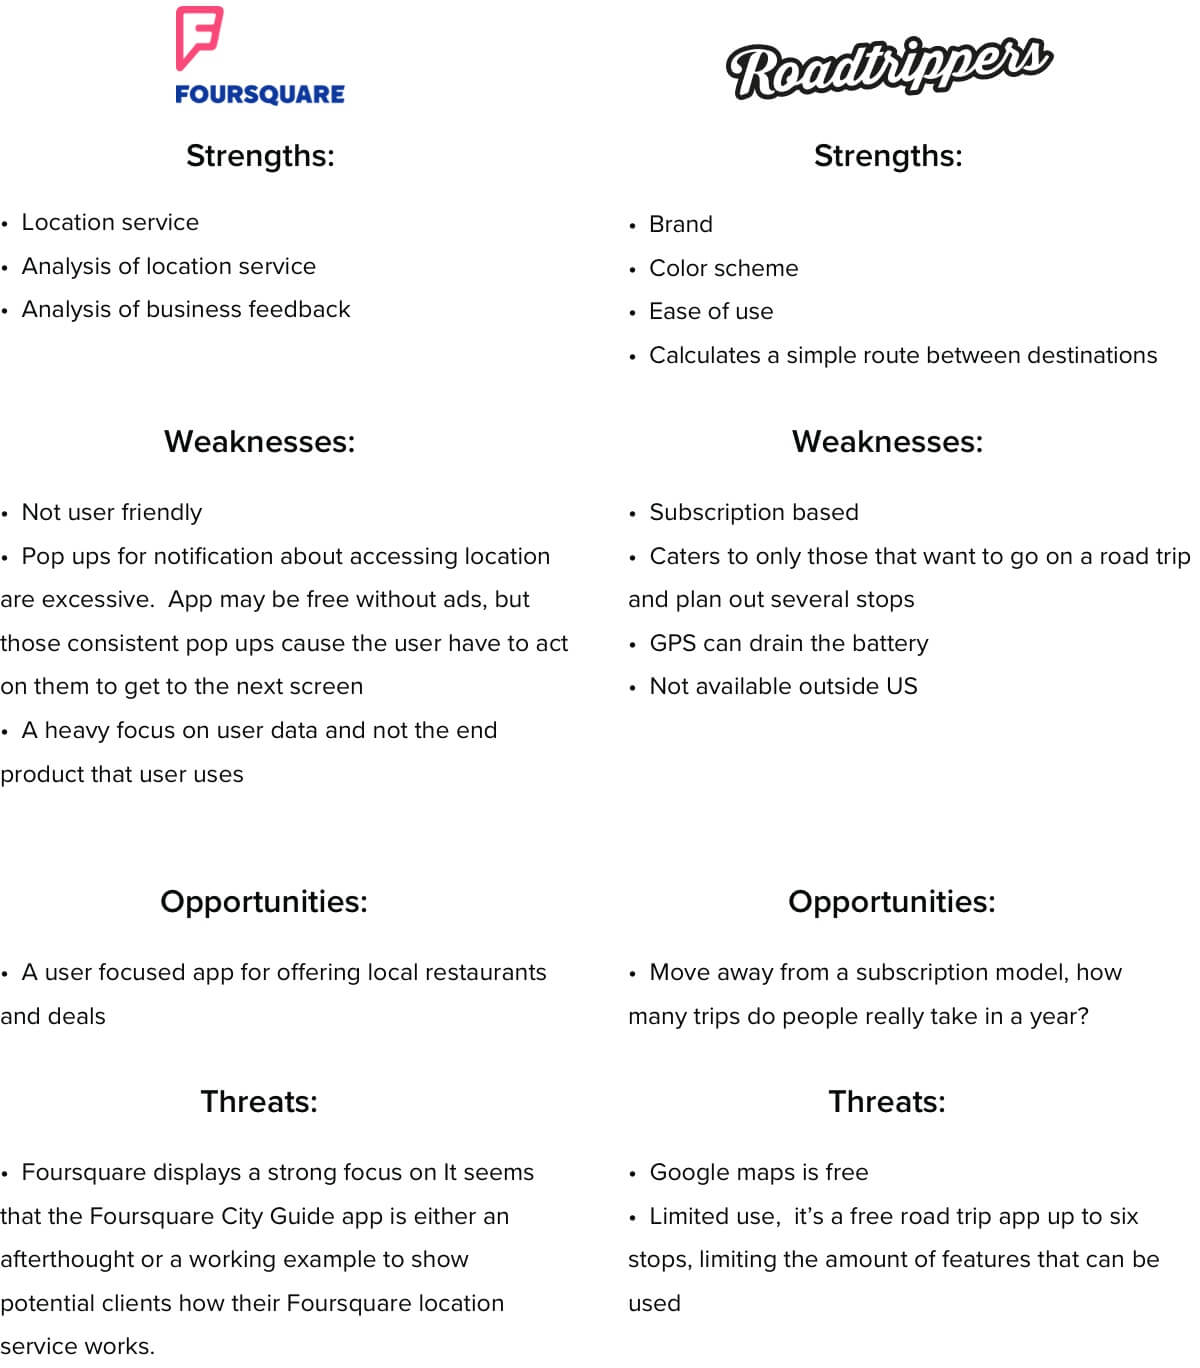 FOURSQUARE
Strengths:
• Location service
• Analysis of location service
• Analysis of business feedback
Weaknesses:
• Not user friendly
• Pop ups for notification about accessing location
are excessive.  App may be free without ads, but
those consistent pop ups cause the user have to act
on them to get to the next screen
• A heavy focus on user data and not the end
product that user uses
Opportunities:
• A user focused app for offering local restaurants
and deals
Threats:
• Foursquare displays a strong focus on It seems
that the Foursquare City Guide app is either an
afterthought or a working example to show
potential clients how their Foursquare location
service works.
Roadtrippers
Strengths:
• Brand
• Color scheme
• Ease of use
• Calculates a simple route between destinations
Weaknesses:
• Subscription based
• Caters to only those that want to go on a road trip
and plan out several stops
• GPS can drain the battery
• Not available outside US
Opportunities:
• Move away from a subscription model, how
many trips do people really take in a year?
Threats:
• Google maps is free
• Limited use,  it’s a free road trip app up to six
stops, limiting the amount of features that can be
used